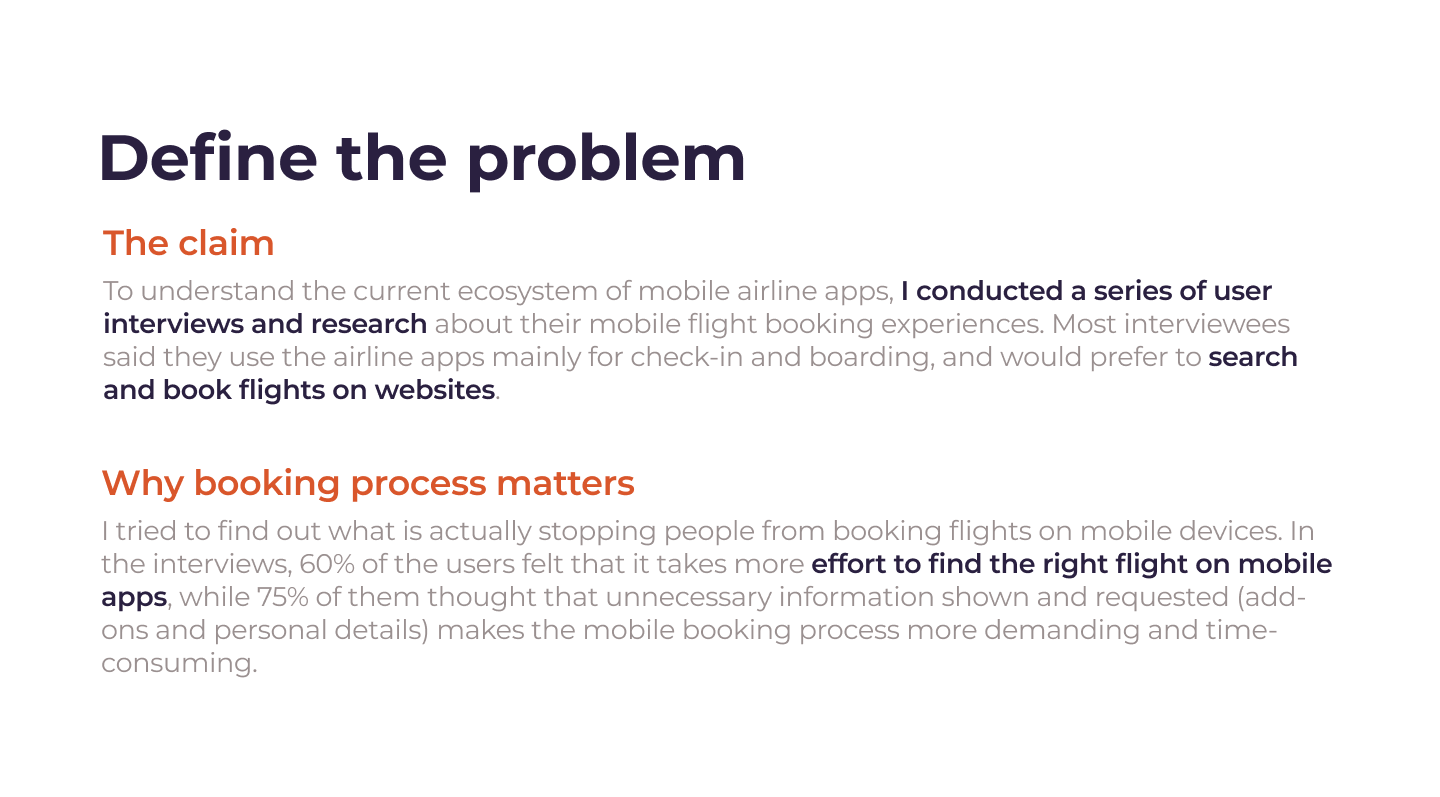 Define the problem
The claim
To understand the current ecosystem of mobile airline apps, I conducted a series of user
interviews and research about their mobile flight booking experiences. Most interviewees
said they use the airline apps mainly for check-in and boarding, and would prefer to search
and book flights on websites.
Why booking process matters
I tried to find out what is actually stopping people from booking flights on mobile devices. In
the interviews, 60% of the users felt that it takes more effort to find the right flight on mobile
apps, while 75% of them thought that unnecessary information shown and requested (add-
ons and personal details) makes the mobile booking process more demanding and time-
consuming.